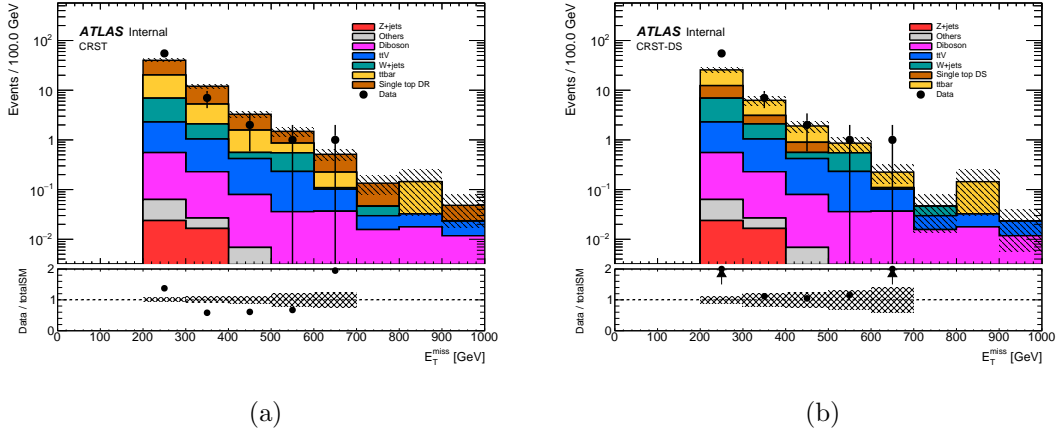 Events / 100.0 GeV
10²
10
1
10⁻¹
10⁻²
ATLAS Internal
CRST
Z+jets
Others
Diboson
ttV
W+jets
ttbar
Single top DR
Data
Data / totalSM
2
1
0
0 100 200 300 400 500 600 700 800 900 1000
E_T^miss [GeV]
(a)
Events / 100.0 GeV
10²
10
1
10⁻¹
10⁻²
ATLAS Internal
CRST-DS
Z+jets
Others
Diboson
ttV
W+jets
Single top DS
ttbar
Data
Data / totalSM
2
1
0
0 100 200 300 400 500 600 700 800 900 1000
E_T^miss [GeV]
(b)